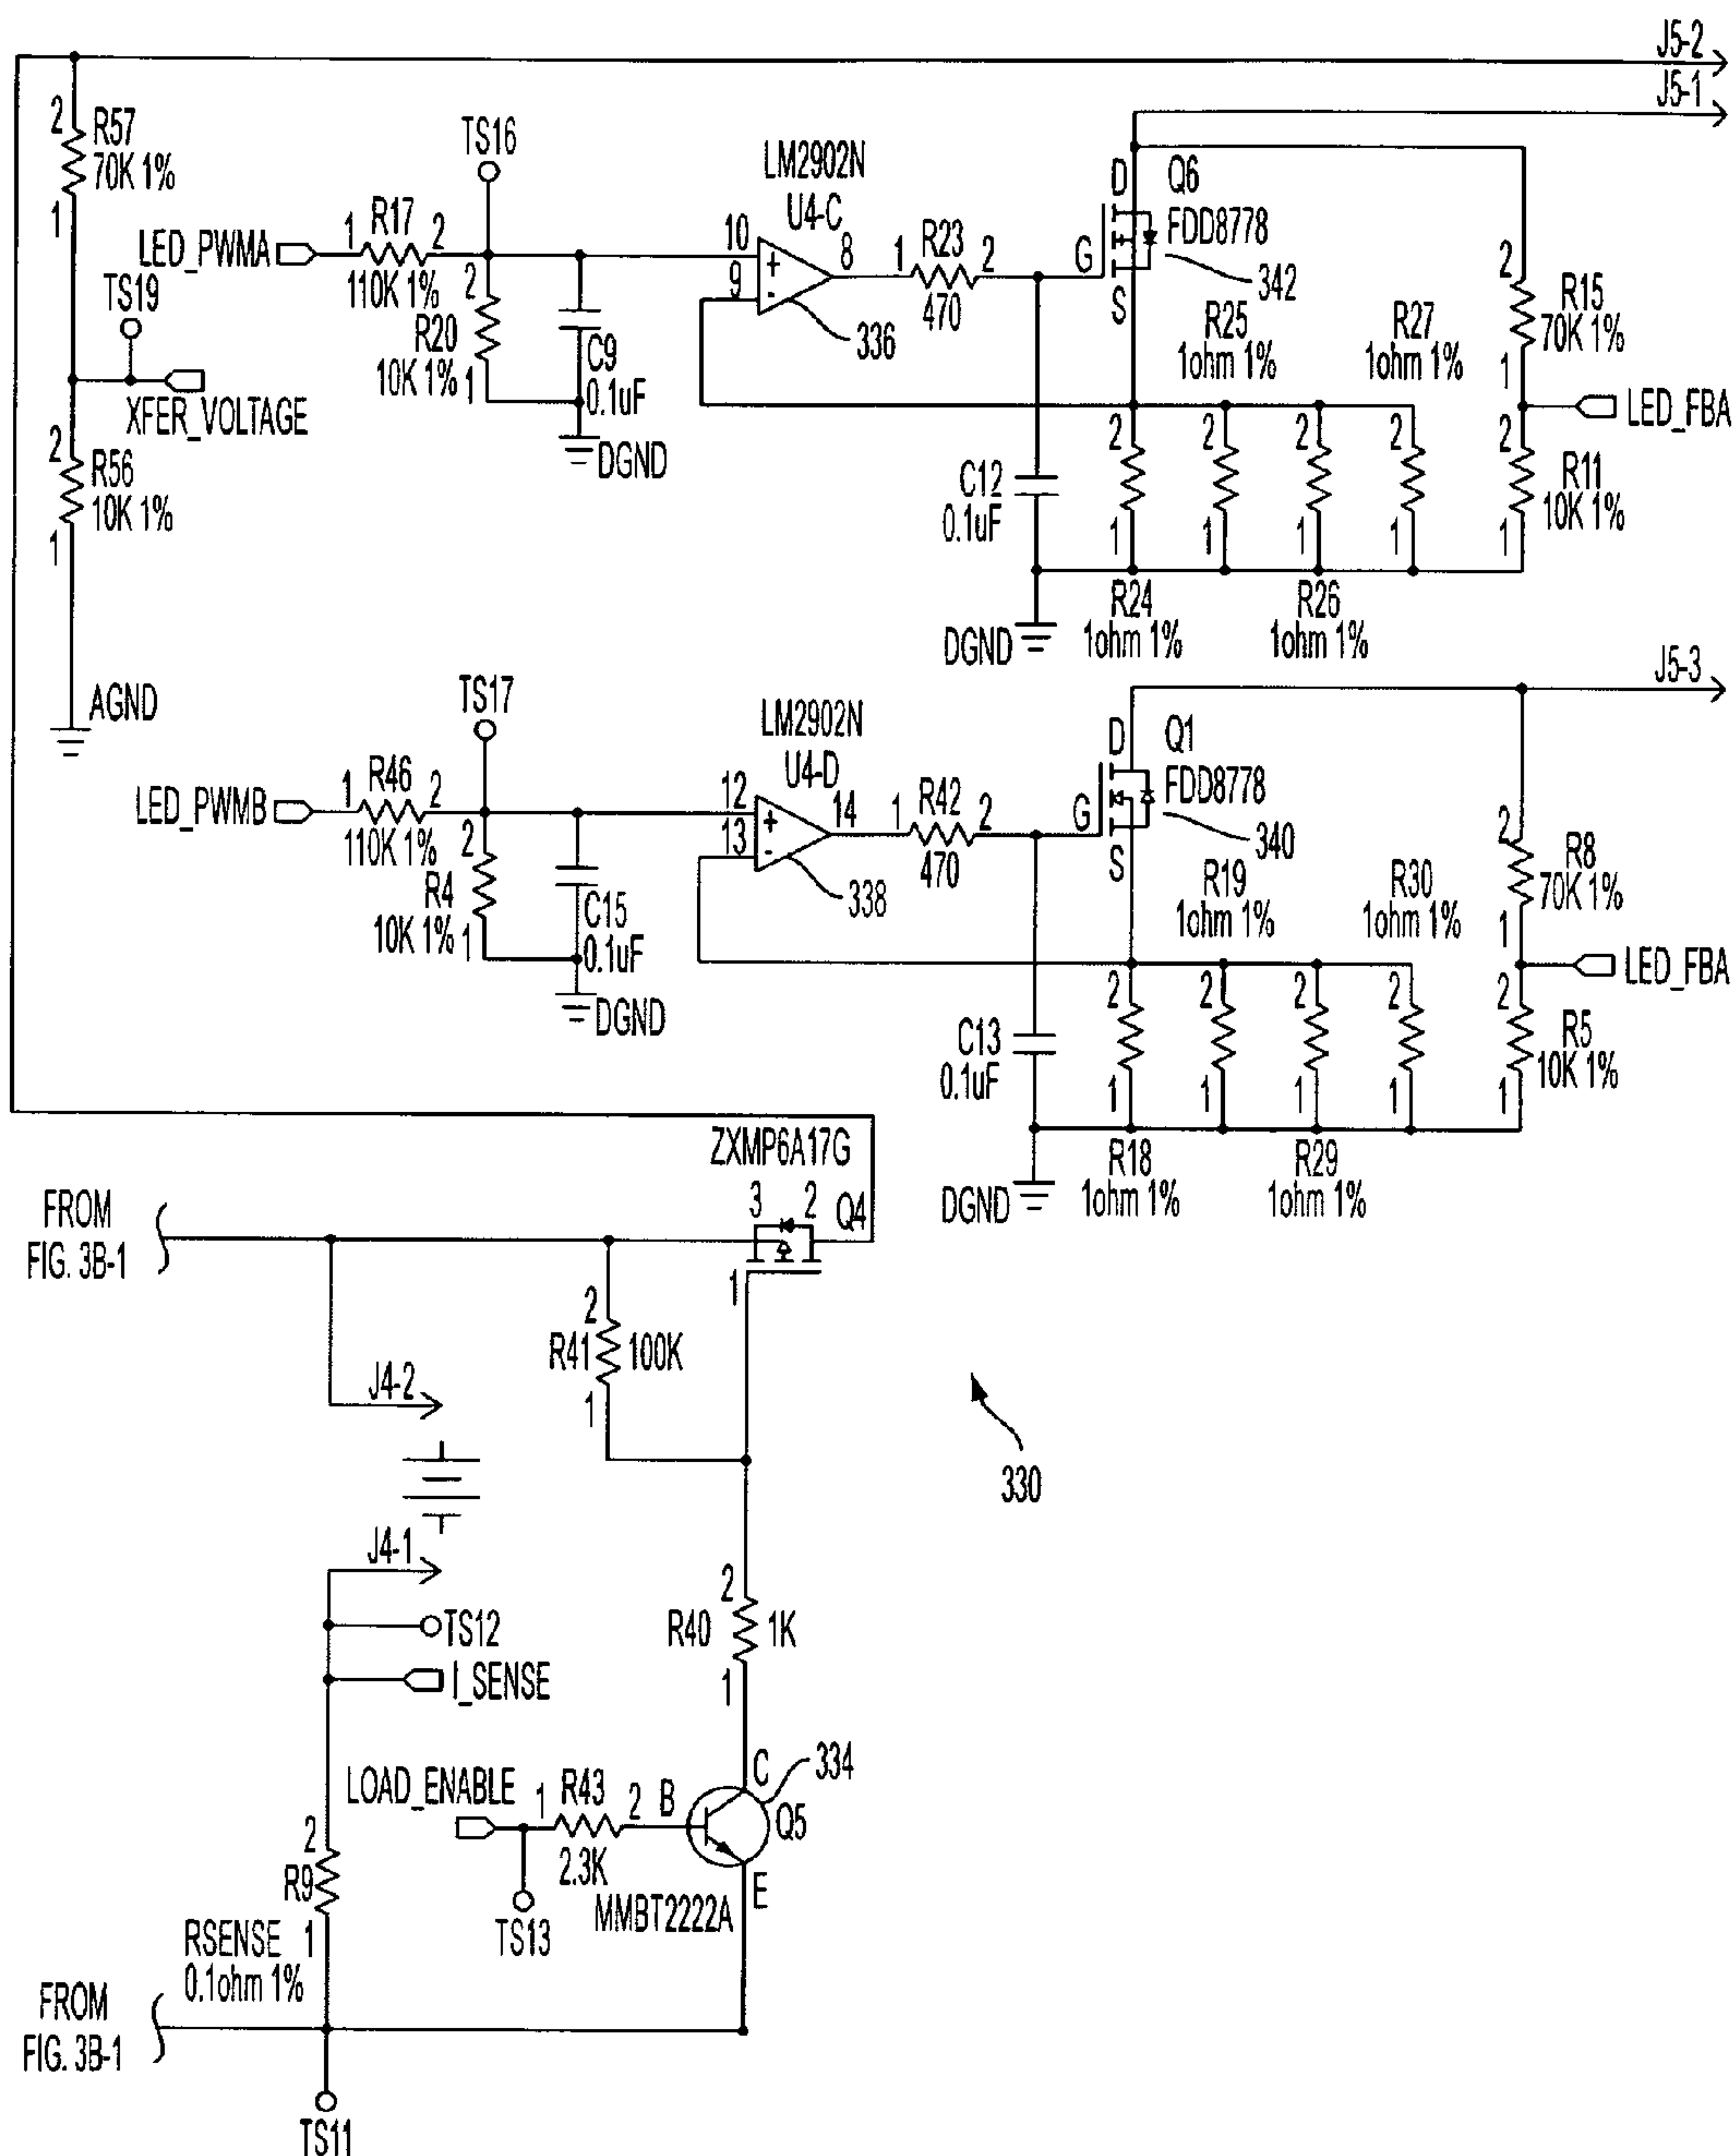 J5-2
J5-1
2
R57
70K 1%
1
TS16
LM2902N
U4-C
D
Q6
FDD8778
LED_PWMA
1
R17
2
110K 1%
10
+
9
-
8
1
R23
2
470
G
S
342
336
TS19
2
R20
10K 1%
1
C9
0.1uF
DGND
R25
1ohm 1%
R27
1ohm 1%
2
R15
70K 1%
1
XFER_VOLTAGE
LED_FBA
2
R56
10K 1%
1
C12
0.1uF
2
2
2
2
2
R11
10K 1%
1
1
1
1
1
R24
1ohm 1%
R26
1ohm 1%
DGND
J5-3
AGND
TS17
LM2902N
U4-D
D
Q1
FDD8778
LED_PWMB
1
R46
2
110K 1%
12
+
13
-
14
1
R42
2
470
G
S
340
338
2
R4
10K 1%
1
C15
0.1uF
DGND
R19
1ohm 1%
R30
1ohm 1%
2
R8
70K 1%
1
LED_FBA
C13
0.1uF
2
2
2
2
2
R5
10K 1%
1
1
1
1
1
R18
1ohm 1%
R29
1ohm 1%
DGND
ZXMP6A17G
3
2
Q4
1
FROM
FIG. 3B-1
2
R41
100K
1
J4-2
330
J4-1
TS12
I_SENSE
2
R40
1K
1
LOAD_ENABLE
1
R43
2
2.3K
B
C
334
Q5
E
MMBT2222A
TS13
2
R9
1
RSENSE
0.1ohm 1%
FROM
FIG. 3B-1
TS11